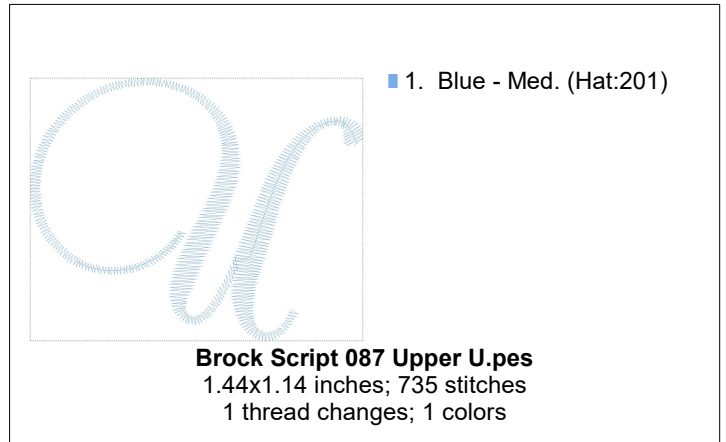 1. Blue - Med. (Hat:201)
U
Brock Script 087 Upper U.pes
1.44x1.14 inches; 735 stitches
1 thread changes; 1 colors